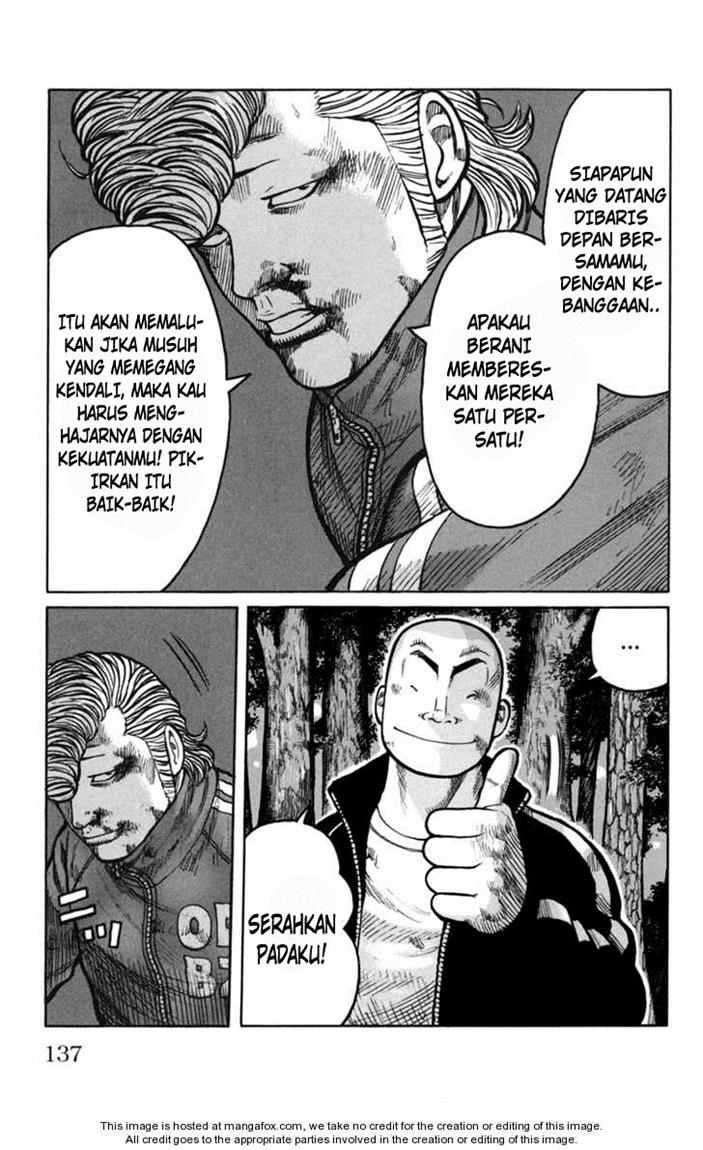 SIAPAPUN
YANG DATANG
DIBARIS
DEPAN BER-
SAMAMU,
DENGAN KE-
BANGGAAN..
APAKAU
BERANI
MEMBERES-
KAN MEREKA
SATU PER-
SATU!
ITU AKAN MEMALU-
KAN JIKA MUSUH
YANG MEMEGANG
KENDALI, MAKA KAU
HARUS MENG-
HAJARNYA DENGAN
KEKUATANMU! PIK-
IRKAN ITU
BAIK-BAIK!
...
SERAHKAN
PADAKU!
ニッ
137
This image is hosted at mangafox.com, we take no credit for the creation or editing of this image.
All credit goes to the appropriate parties involved in the creation or editing of this image.